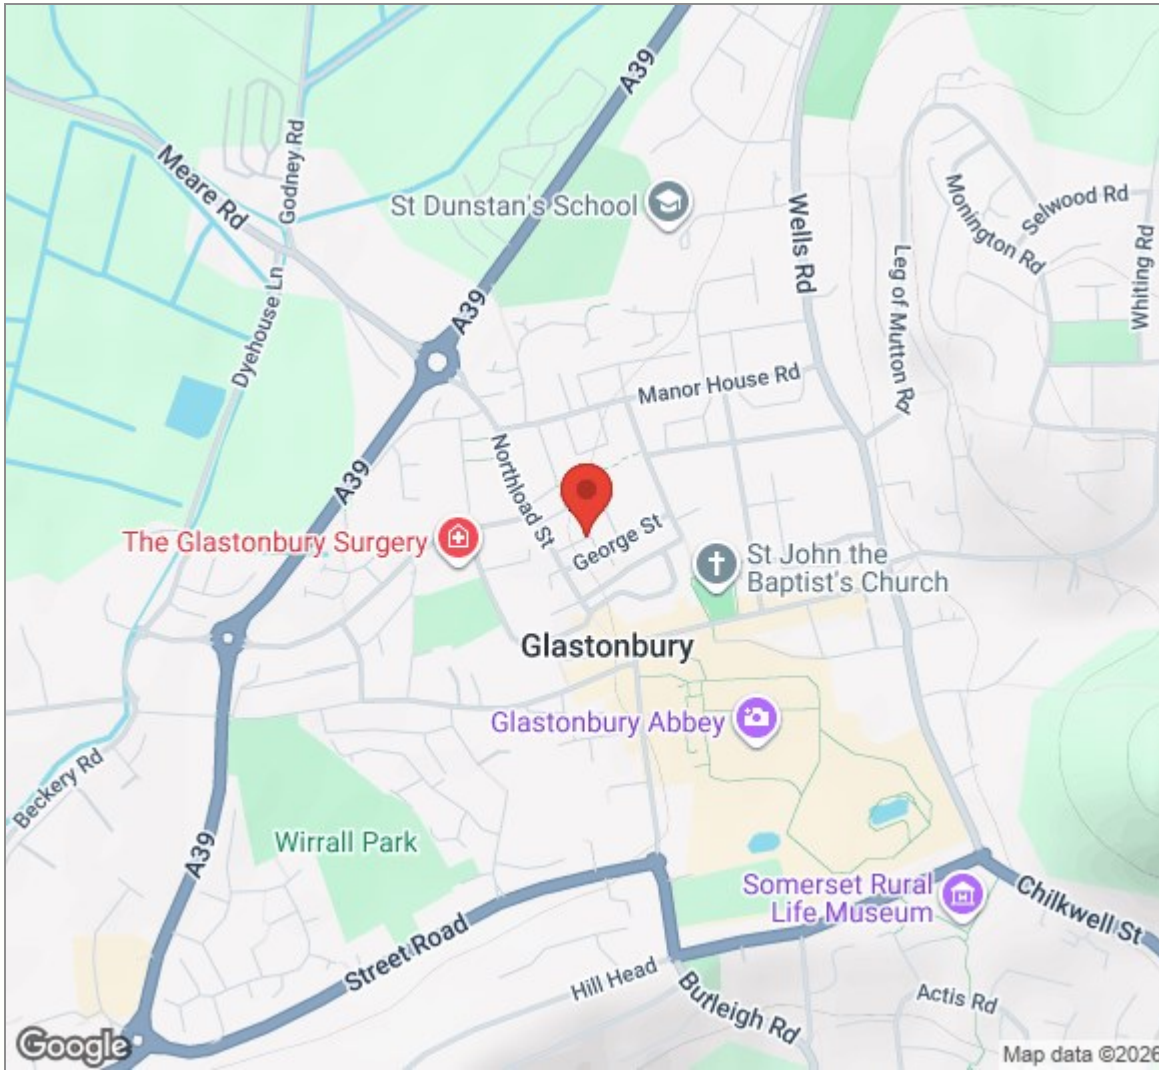 A39
Godney Rd
Meare Rd
St Dunstan's School
Wells Rd
Monington Rd
Selwood Rd
Whiting Rd
Leg of Mutton Rd
Dyehouse Ln
A39
Manor House Rd
Northload St
A39
The Glastonbury Surgery
George St
St John the
Baptist's Church
Glastonbury
Glastonbury Abbey
Beckery Rd
Wirrall Park
A39
Somerset Rural
Life Museum
Chilkwell St
Street Road
Hill Head
Burleigh Rd
Actis Rd
Google
Map data ©2026